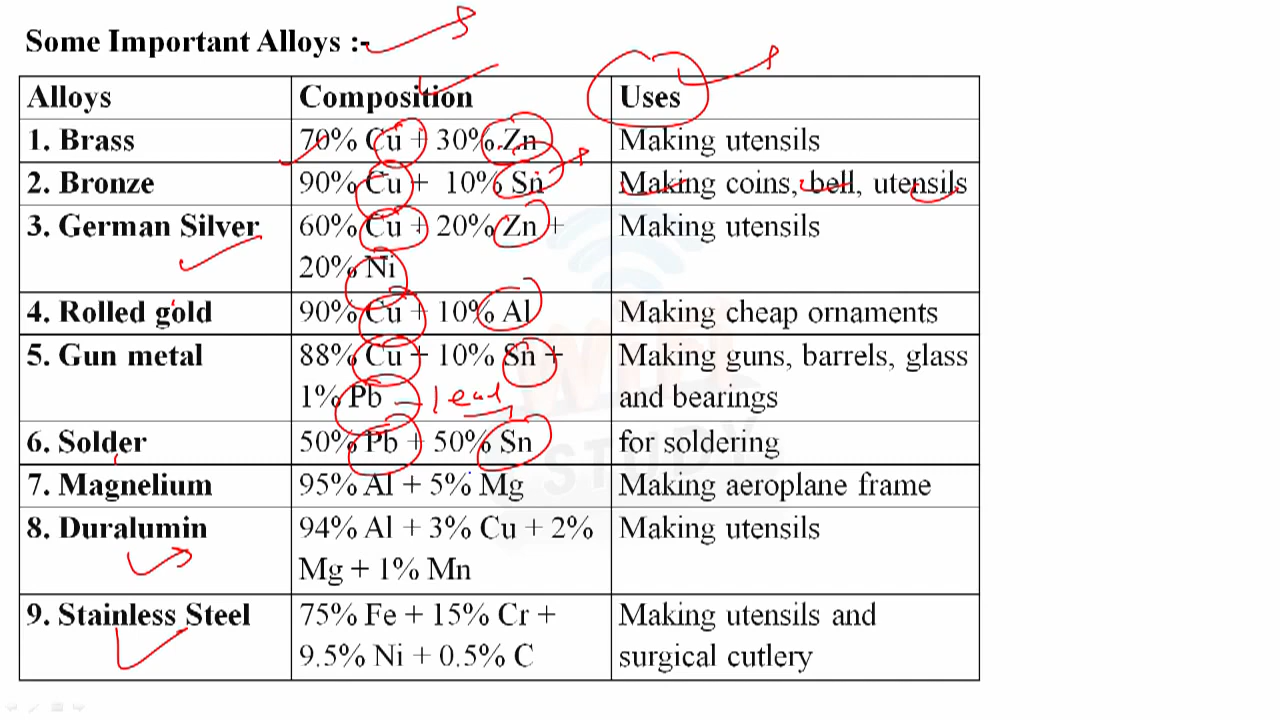 Some Important Alloys :-
Alloys Composition Uses
1. Brass 70% Cu + 30% Zn Making utensils
2. Bronze 90% Cu + 10% Sn Making coins, bell, utensils
3. German Silver 60% Cu + 20% Zn + Making utensils
20% Ni
4. Rolled gold 90% Cu + 10% Al Making cheap ornaments
5. Gun metal 88% Cu + 10% Sn + Making guns, barrels, glass
1% Pb lead and bearings
6. Solder 50% Pb + 50% Sn for soldering
7. Magnelium 95% Al + 5% Mg Making aeroplane frame
8. Duralumin 94% Al + 3% Cu + 2% Making utensils
Mg + 1% Mn
9. Stainless Steel 75% Fe + 15% Cr + Making utensils and
9.5% Ni + 0.5% C surgical cutlery
STUDY